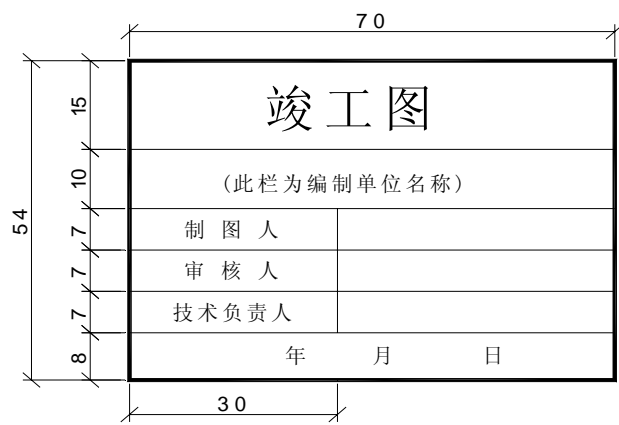 70
竣工图
15
(此栏为编制单位名称)
10
54
制 图 人
7
审 核 人
7
技术负责人
7
年 月 日
8
30